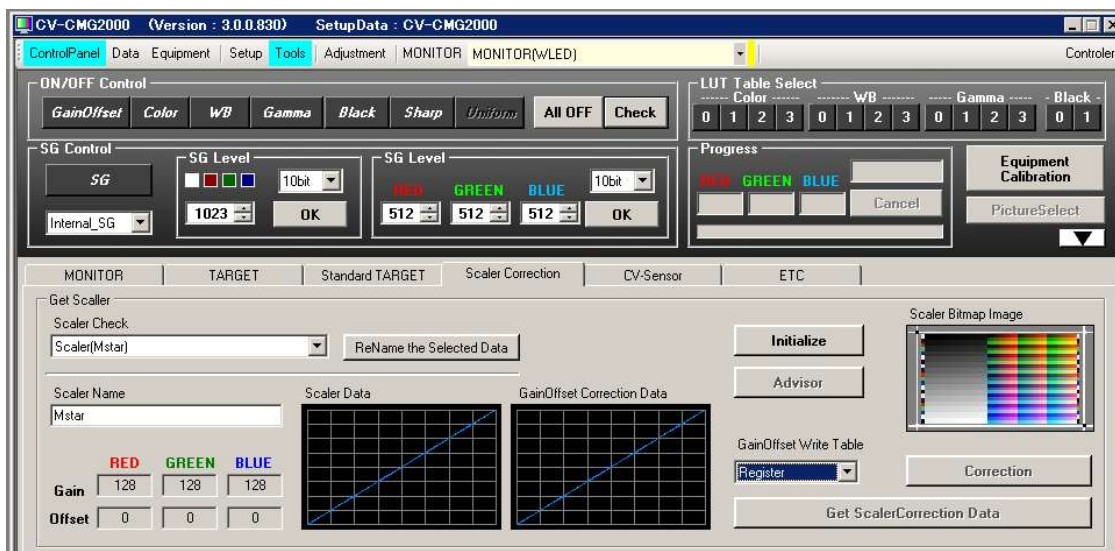 CV-CMG2000 (Version : 3.0.0.830) SetupData : CV-CMG2000
ControlPanel Data Equipment Setup Tools Adjustment MONITOR MONITOR(WLED) Controler
ON/OFF Control
GainOffset Color WB Gamma Black Sharp Uniform All OFF Check
LUT Table Select
------ Color ------ ------- WB ------- ----- Gamma ----- - Black -
0 1 2 3 0 1 2 3 0 1 2 3 0 1
SG Control
SG
Internal_SG
SG Level
10bit
1023 OK
SG Level
RED GREEN BLUE 10bit
512 512 512 OK
Progress
RED GREEN BLUE
Cancel
Equipment
Calibration
PictureSelect
MONITOR TARGET Standard TARGET Scaler Correction CV-Sensor ETC
Get Scaller
Scaler Check
Scaler(Mstar) ReName the Selected Data
Initialize
Advisor
Scaler Bitmap Image
Scaler Name
Mstar
Scaler Data GainOffset Correction Data
RED GREEN BLUE
Gain 128 128 128
Offset 0 0 0
GainOffset Write Table
Register
Correction
Get ScalerCorrection Data